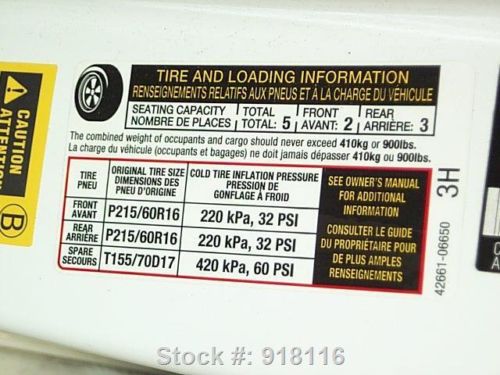 TIRE AND LOADING INFORMATION
RENSEIGNEMENTS RELATIFS AUX PNEUS ET À LA CHARGE DU VÉHICULE
SEATING CAPACITY TOTAL FRONT REAR
NOMBRE DE PLACES TOTAL: 5 AVANT: 2 ARRIÈRE: 3
The combined weight of occupants and cargo should never exceed 410kg or 900lbs.
La charge du véhicule (occupants et bagages) ne doit jamais dépasser 410kg or 900lbs.
TIRE
PNEU
ORIGINAL TIRE SIZE
DIMENSIONS DES
PNEU D'ORIGINE
COLD TIRE INFLATION PRESSURE
PRESSION DE
GONFLAGE À FROID
SEE OWNER'S MANUAL
FOR ADDITIONAL
INFORMATION
CONSULTER LE GUIDE
DU PROPRIÉTAIRE POUR
DE PLUS AMPLES
RENSEIGNEMENTS
FRONT
AVANT
P215/60R16
220 kPa, 32 PSI
REAR
ARRIÈRE
P215/60R16
220 kPa, 32 PSI
SPARE
SECOURS
T155/70D17
420 kPa, 60 PSI
3H
42661-06650
CAUTION
ATTENTION
B
Stock #: 918116